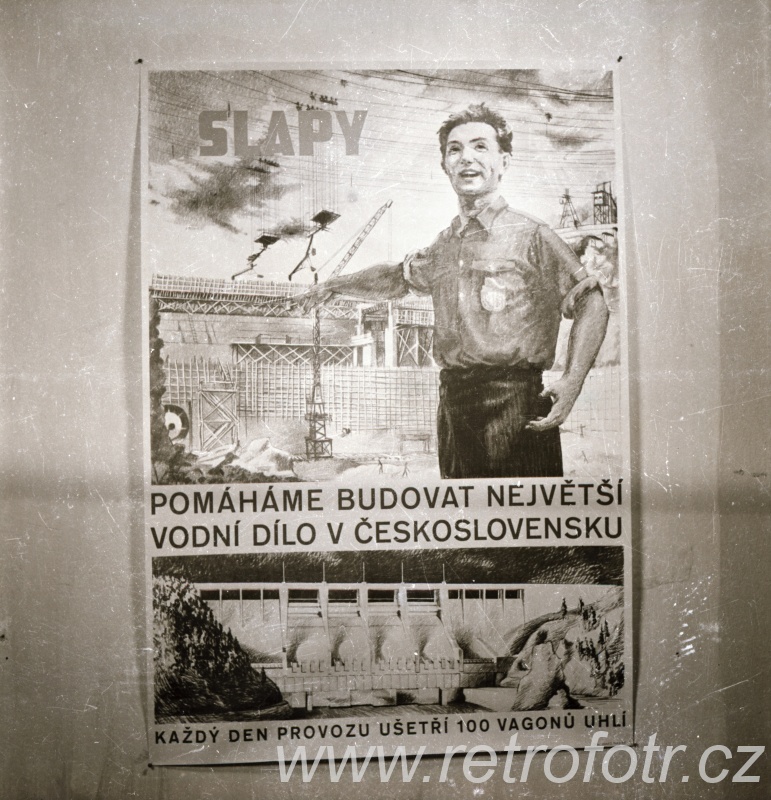 SLAPY
POMÁHÁME BUDOVAT NEJVĚTŠÍ
VODNÍ DÍLO V ČESKOSLOVENSKU
KAŽDÝ DEN PROVOZU UŠETŘÍ 100 VAGONŮ UHLÍ
www.retrofotr.cz